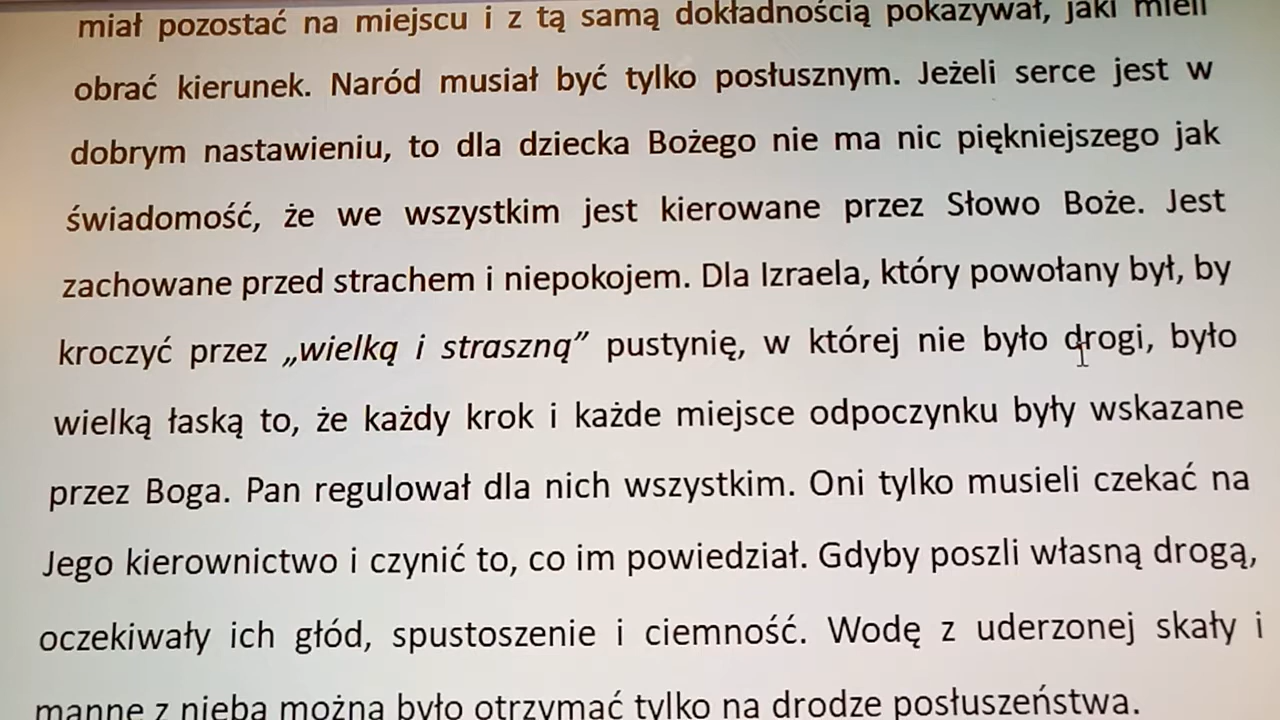 miał pozostać na miejscu i z tą samą dokładnością pokazywał, jaki mieli
obrać kierunek. Naród musiał być tylko posłusznym. Jeżeli serce jest w
dobrym nastawieniu, to dla dziecka Bożego nie ma nic piękniejszego jak
świadomość, że we wszystkim jest kierowane przez Słowo Boże. Jest
zachowane przed strachem i niepokojem. Dla Izraela, który powołany był, by
kroczyć przez „wielką i straszną” pustynię, w której nie było drogi, było
wielką łaską to, że każdy krok i każde miejsce odpoczynku były wskazane
przez Boga. Pan regulował dla nich wszystkim. Oni tylko musieli czekać na
Jego kierownictwo i czynić to, co im powiedział. Gdyby poszli własną drogą,
oczekiwały ich głód, spustoszenie i ciemność. Wodę z uderzonej skały i
mannę z nieba można było otrzymać tylko na drodze posłuszeństwa.